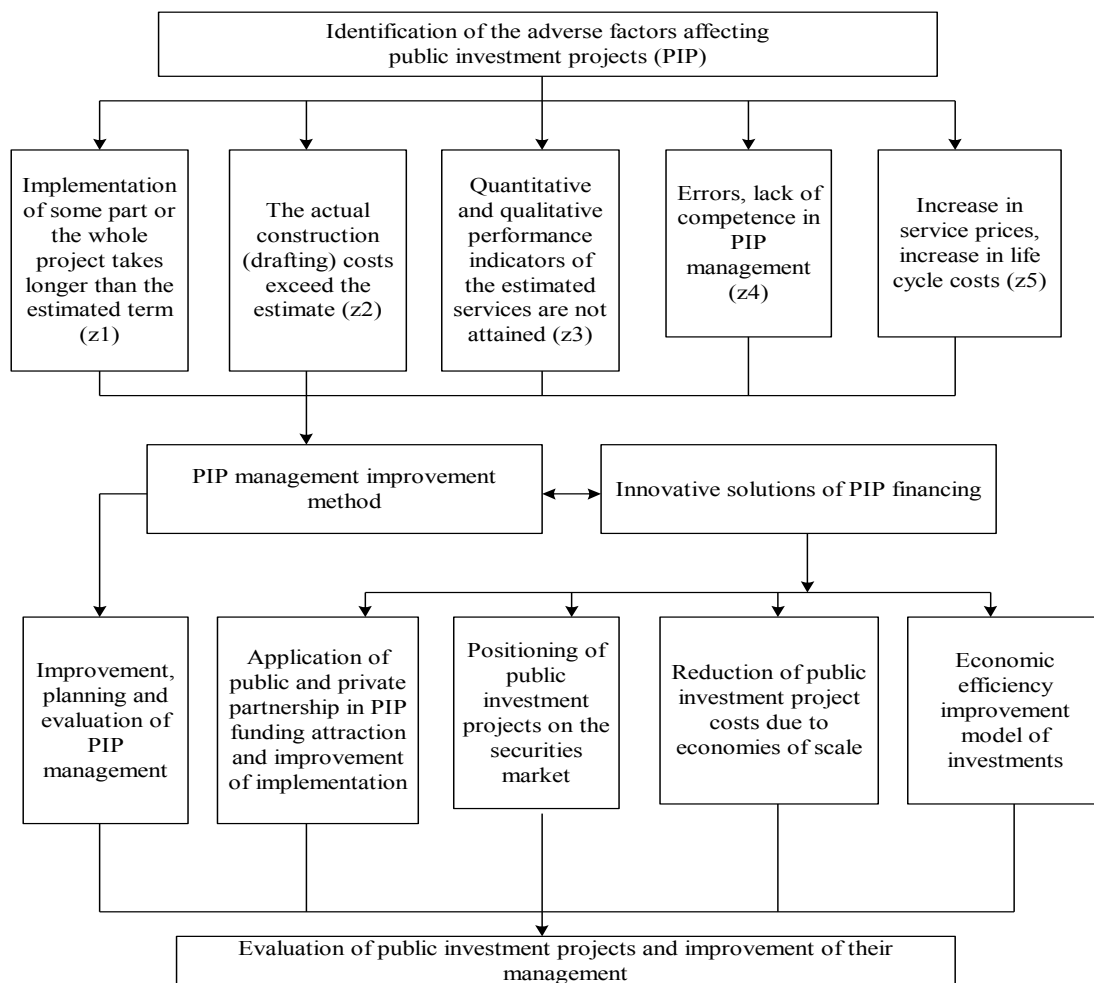 Identification of the adverse factors affecting
public investment projects (PIP)
Implementation
of some part or
the whole
project takes
longer than the
estimated term
(z1)
The actual
construction
(drafting) costs
exceed the
estimate (z2)
Quantitative
and qualitative
performance
indicators of
the estimated
services are not
attained (z3)
Errors, lack of
competence in
PIP
management
(z4)
Increase in
service prices,
increase in life
cycle costs (z5)
PIP management improvement
method
Innovative solutions of PIP financing
Improvement,
planning and
evaluation of
PIP
management
Application of
public and private
partnership in PIP
funding attraction
and improvement
of implementation
Positioning of
public
investment
projects on the
securities
market
Reduction of public
investment project
costs due to
economies of scale
Economic
efficiency
improvement
model of
investments
Evaluation of public investment projects and improvement of their
management